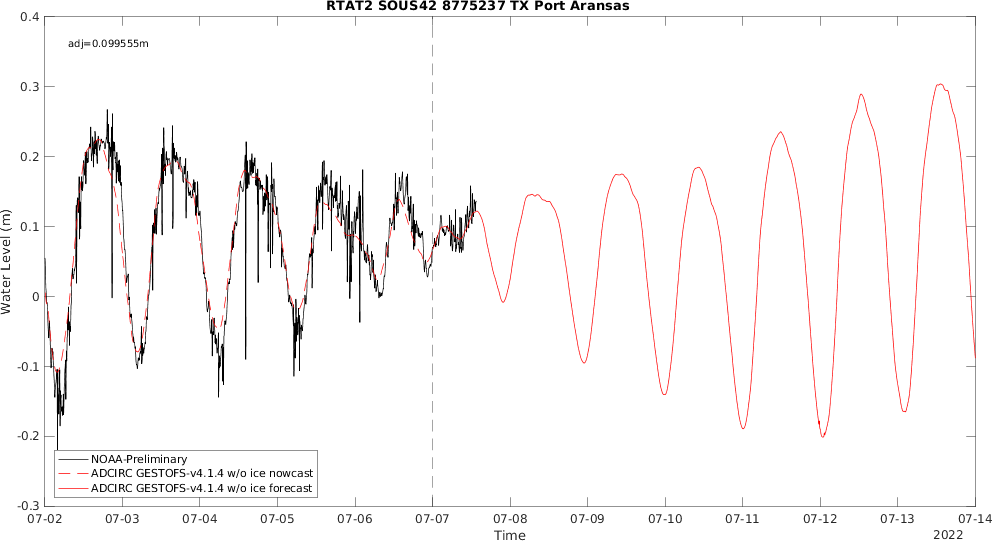 RTAT2 SOUS42 8775237 TX Port Aransas
adj=0.099555m
0.4
0.3
0.2
0.1
0
-0.1
-0.2
-0.3
Water Level (m)
NOAA-Preliminary
ADCIRC GESTOFS-v4.1.4 w/o ice nowcast
ADCIRC GESTOFS-v4.1.4 w/o ice forecast
07-02 07-03 07-04 07-05 07-06 07-07 07-08 07-09 07-10 07-11 07-12 07-13 07-14
Time
2022